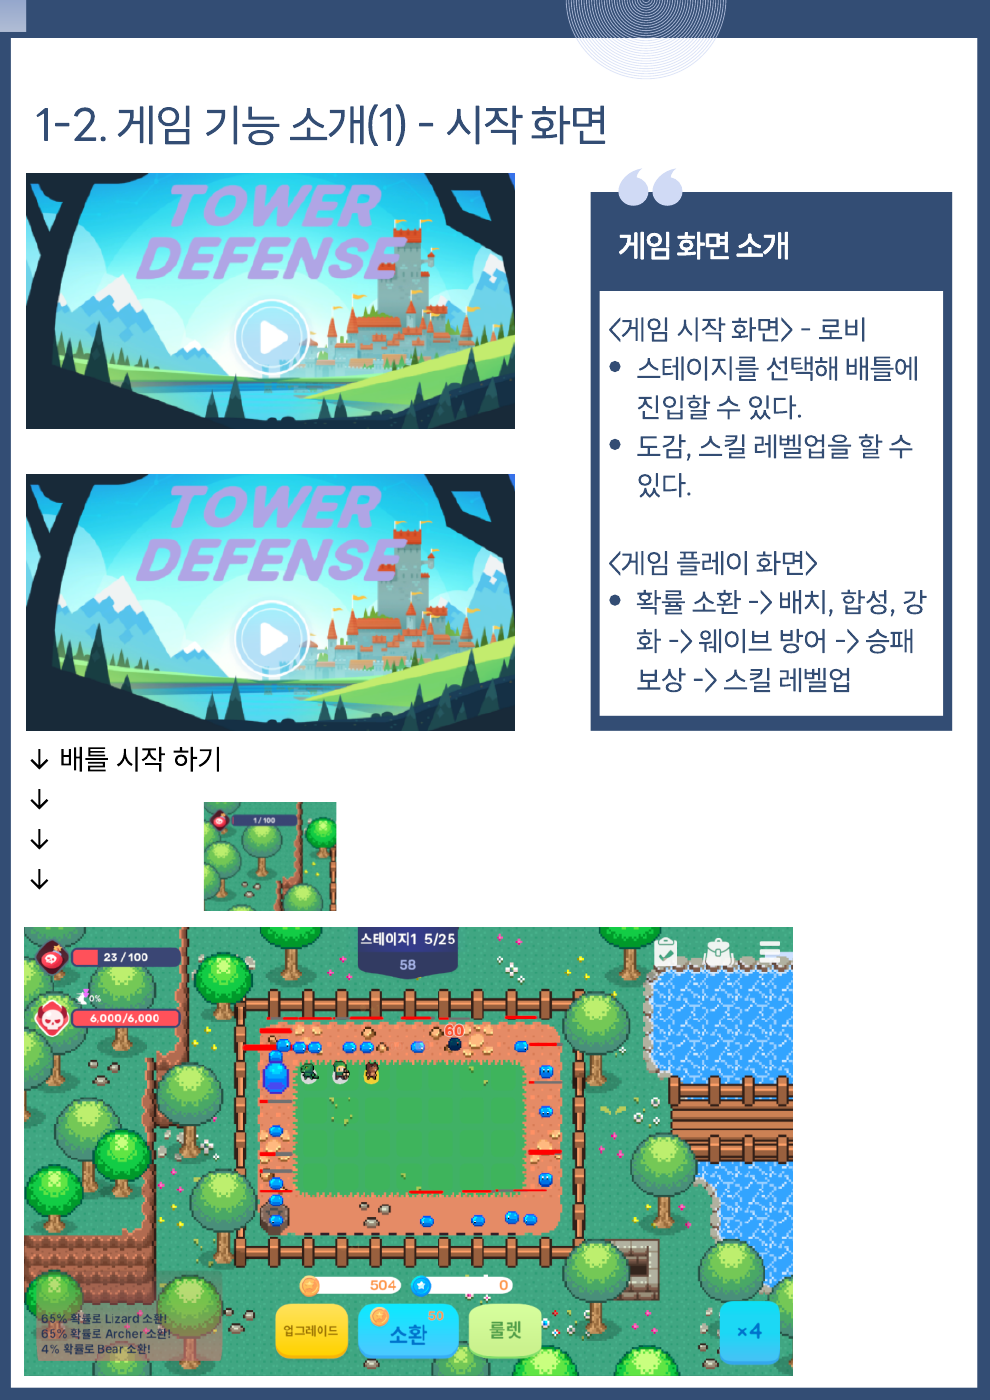 1-2. 게임 기능 소개(1) - 시작 화면
TOWER
DEFENSE
게임 화면 소개
<게임 시작 화면> - 로비
• 스테이지를 선택해 배틀에
진입할 수 있다.
• 도감, 스킬 레벨업을 할 수
있다.
<게임 플레이 화면>
• 확률 소환 -> 배치, 합성, 강
화 -> 웨이브 방어 -> 승패
보상 -> 스킬 레벨업
TOWER
DEFENSE
↓ 배틀 시작 하기
↓
↓
↓
1 / 100
스테이지1 5/25
58
23 / 100
0%
6,000/6,000
60
504
0
업그레이드
50
소환
룰렛
×4
65% 확률로 Lizard 소환!
65% 확률로 Archer 소환!
4% 확률로 Bear 소환!